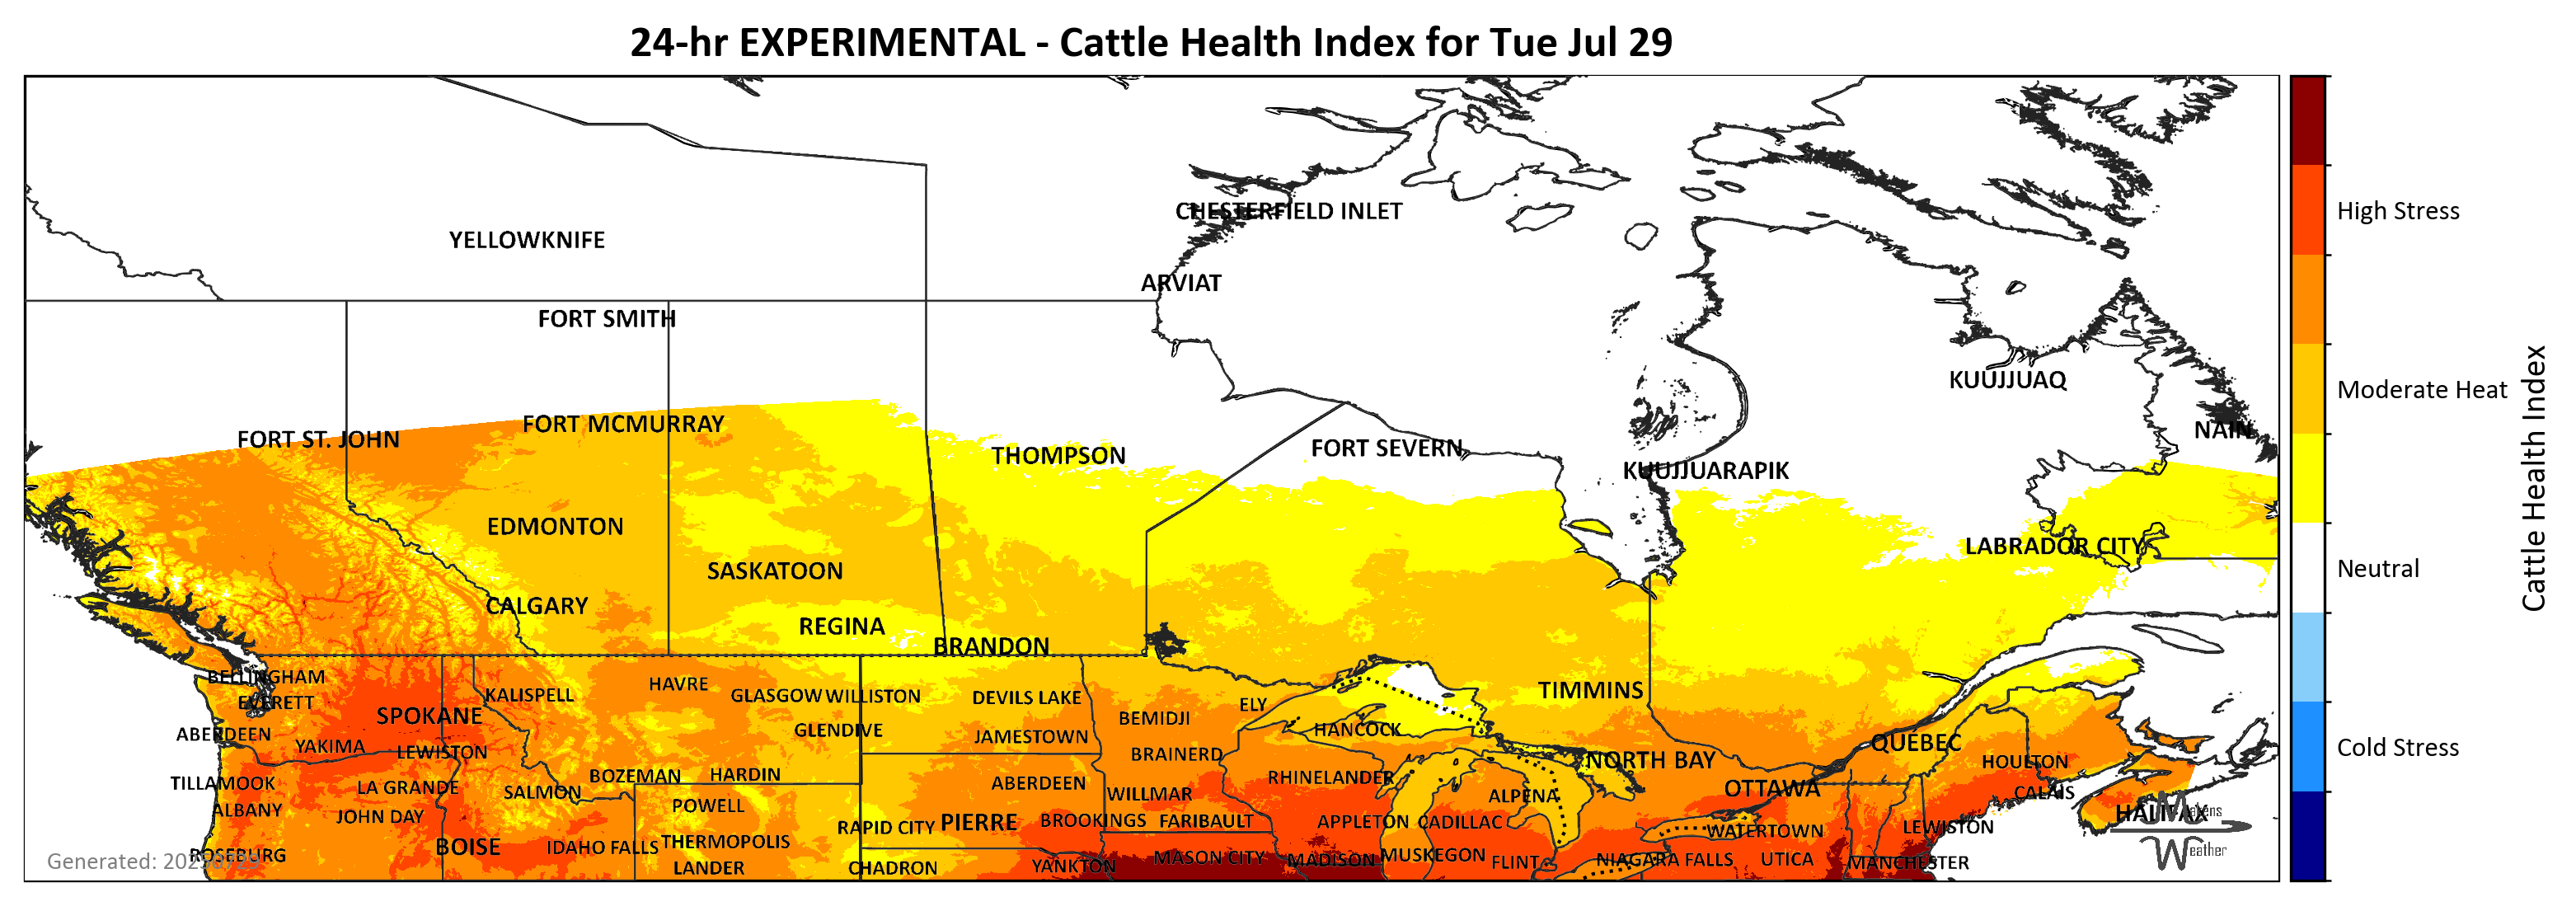 24-hr EXPERIMENTAL - Cattle Health Index for Tue Jul 29
CHESTERFIELD INLET
YELLOWKNIFE
ARVIAT
FORT SMITH
KUUJJUAQ
FORT MCMURRAY
NAIN
FORT ST. JOHN
FORT SEVERN
THOMPSON
KUUJJUARAPIK
EDMONTON
LABRADOR CITY
SASKATOON
CALGARY
REGINA
BRANDON
BELLINGHAM
HAVRE
TIMMINS
KALISPELL
GLASGOW
WILLISTON
DEVILS LAKE
EVERETT
ELY
SPOKANE
BEMIDJI
GLENDIVE
HANCOCK
ABERDEEN
JAMESTOWN
QUEBEC
YAKIMA
LEWISTON
BRAINERD
NORTH BAY
HOULTON
BOZEMAN
HARDIN
RHINELANDER
TILLAMOOK
LA GRANDE
ABERDEEN
OTTAWA
SALMON
WILLMAR
ALPENA
CALAIS
POWELL
ALBANY
JOHN DAY
HALIFAX
Makens
RAPID CITY
PIERRE
BROOKINGS
FARIBAULT
APPLETON
CADILLAC
WATERTOWN
LEWISTON
BOISE
IDAHO FALLS
THERMOPOLIS
Weather
ROSEBURG
MASON CITY
MADISON
MUSKEGON
FLINT
NIAGARA FALLS
UTICA
MANCHESTER
Generated:
LANDER
CHADRON
YANKTON
High Stress
Moderate Heat
Neutral
Cold Stress
Cattle Health Index